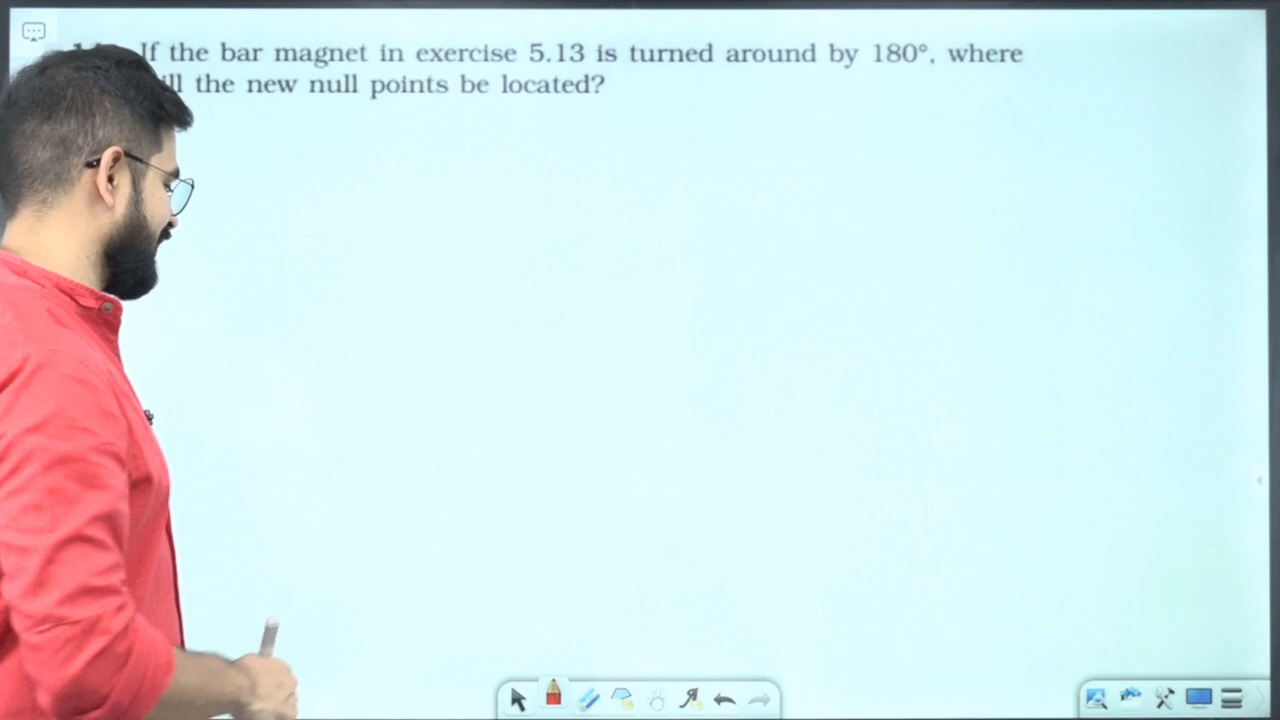 If the bar magnet in exercise 5.13 is turned around by 180°, where
the new null points be located?